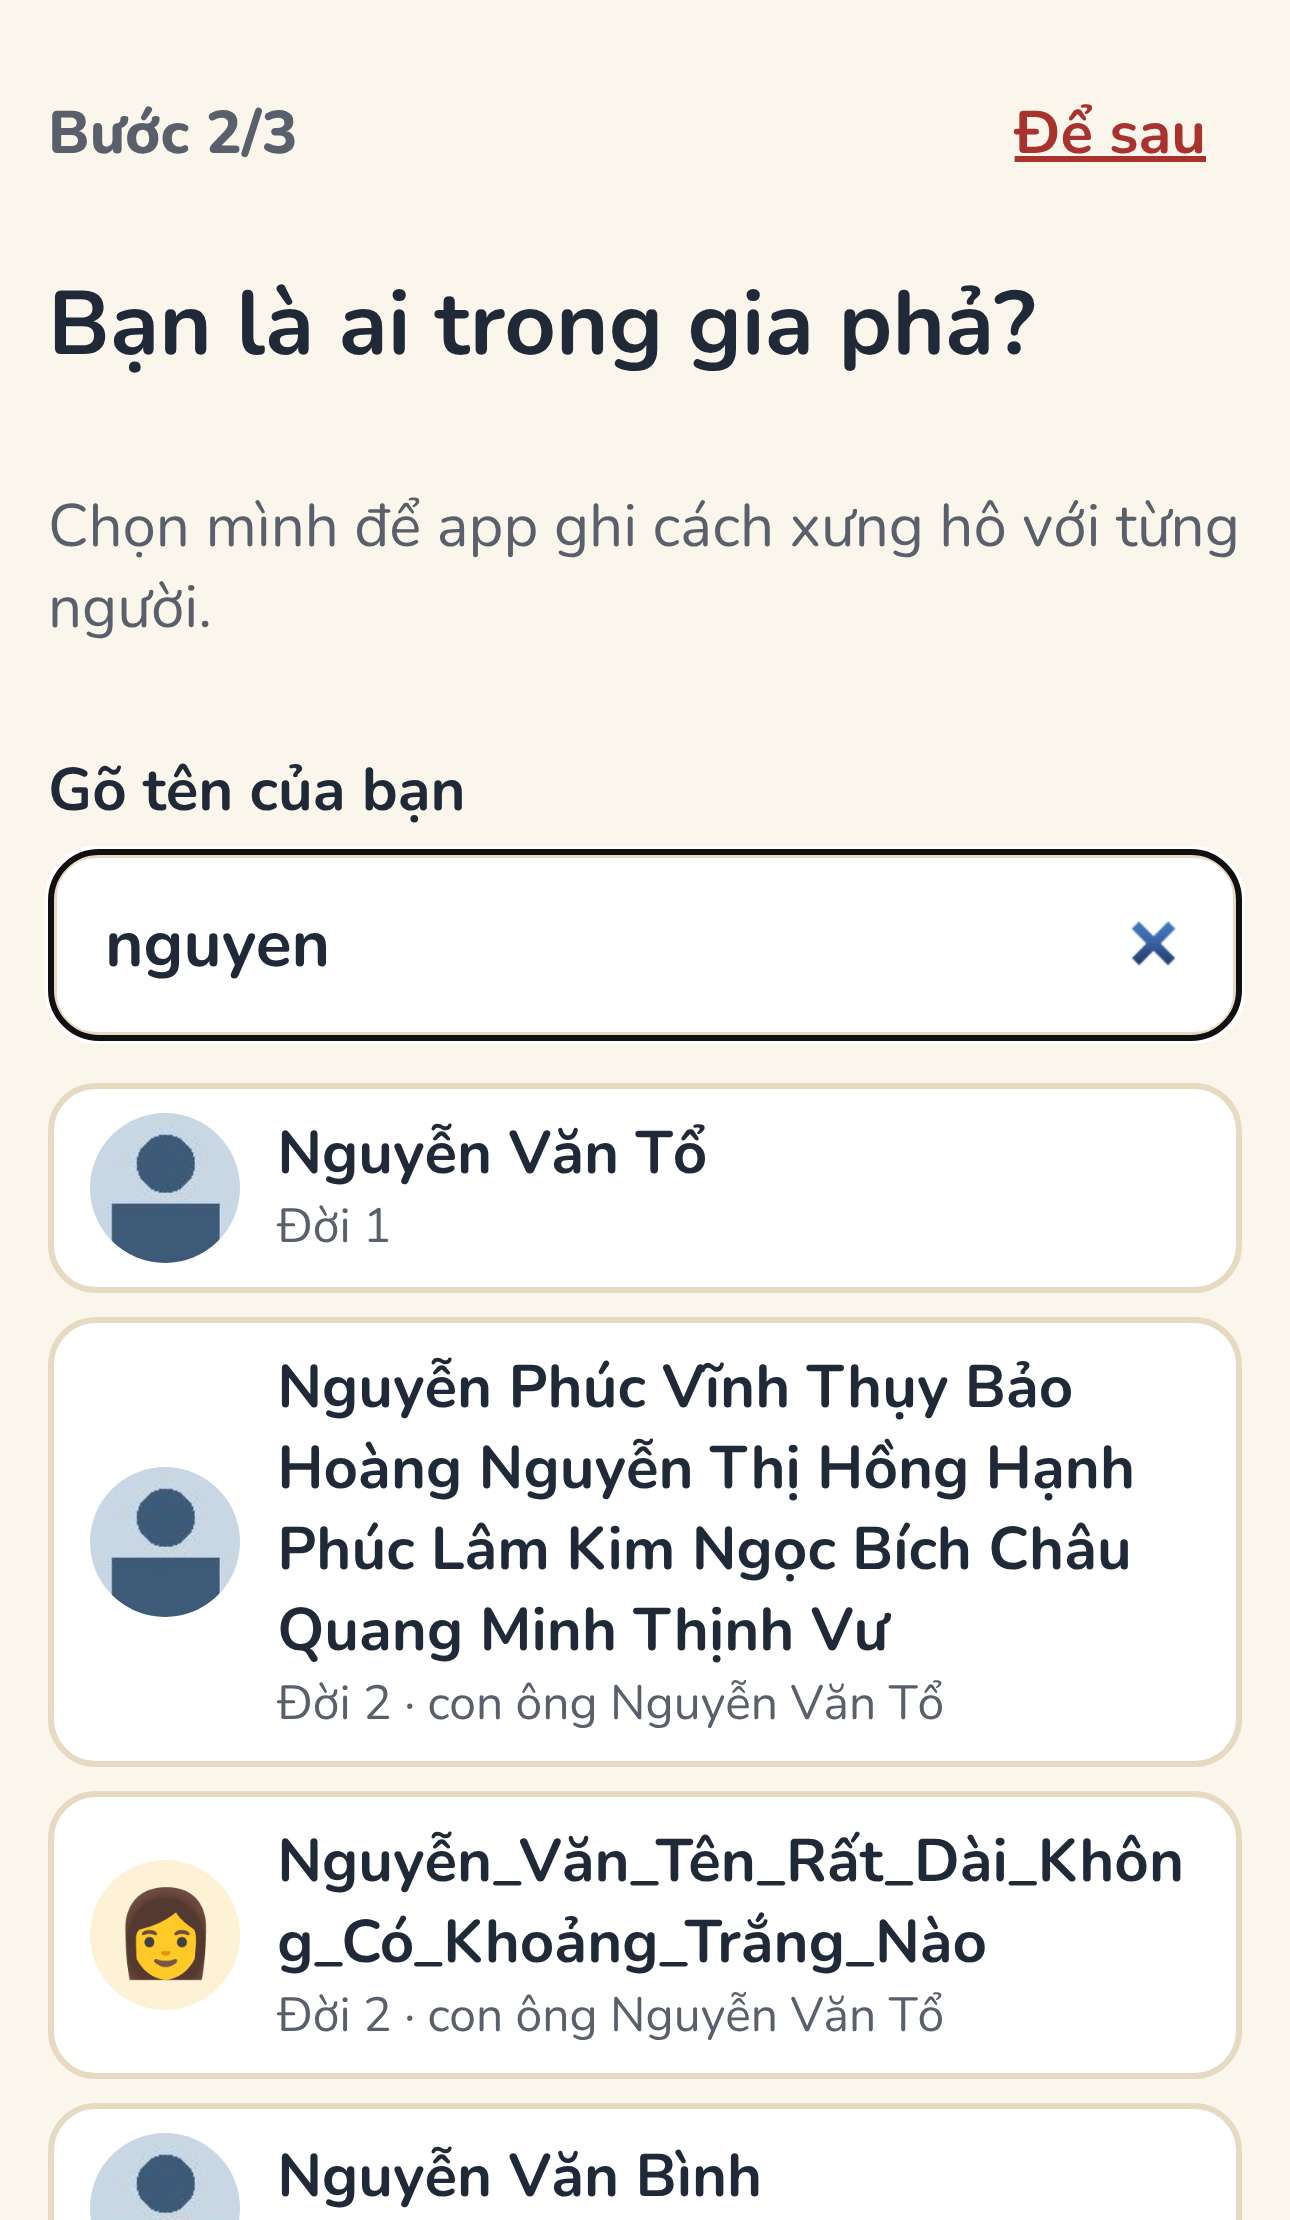 Bước 2/3
Để sau
Bạn là ai trong gia phả?
Chọn mình để app ghi cách xưng hô với từng
người.
Gõ tên của bạn
nguyen
Nguyễn Văn Tổ
Đời 1
Nguyễn Phúc Vĩnh Thụy Bảo
Hoàng Nguyễn Thị Hồng Hạnh
Phúc Lâm Kim Ngọc Bích Châu
Quang Minh Thịnh Vư
Đời 2 · con ông Nguyễn Văn Tổ
Nguyễn_Văn_Tên_Rất_Dài_Khôn
g_Có_Khoảng_Trắng_Nào
Đời 2 · con ông Nguyễn Văn Tổ
Nguyễn Văn Bình